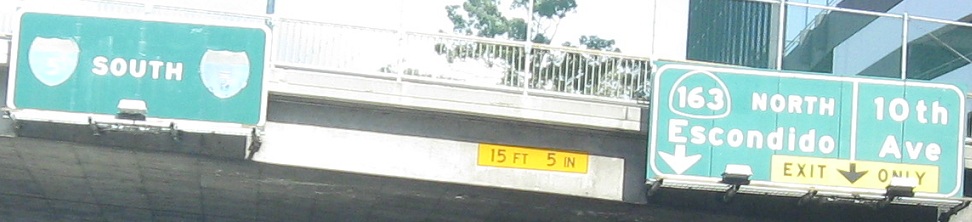 5 SOUTH
15 FT 5 IN
163 NORTH
Escondido
10th
Ave
EXIT ONLY